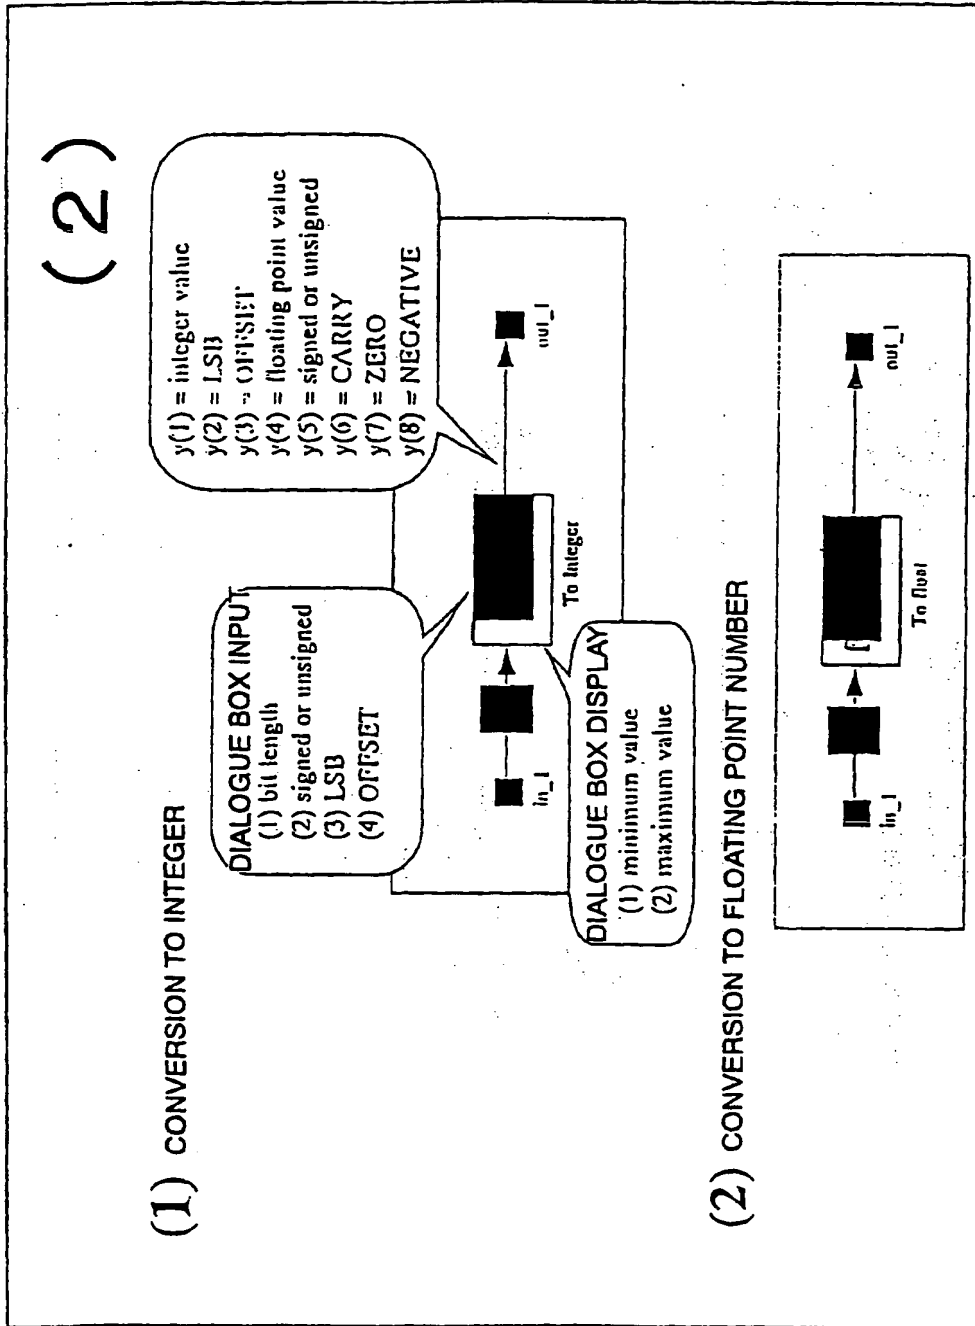 (2)
(1) CONVERSION TO INTEGER
DIALOGUE BOX INPUT
(1) bit length
(2) signed or unsigned
(3) LSB
(4) OFFSET
y(1) = integer value
y(2) = LSB
y(3) = OFFSET
y(4) = floating point value
y(5) = signed or unsigned
y(6) = CARRY
y(7) = ZERO
y(8) = NEGATIVE
In_1
To Integer
out_1
DIALOGUE BOX DISPLAY
(1) minimum value
(2) maximum value
(2) CONVERSION TO FLOATING POINT NUMBER
in_1
To float
out_1